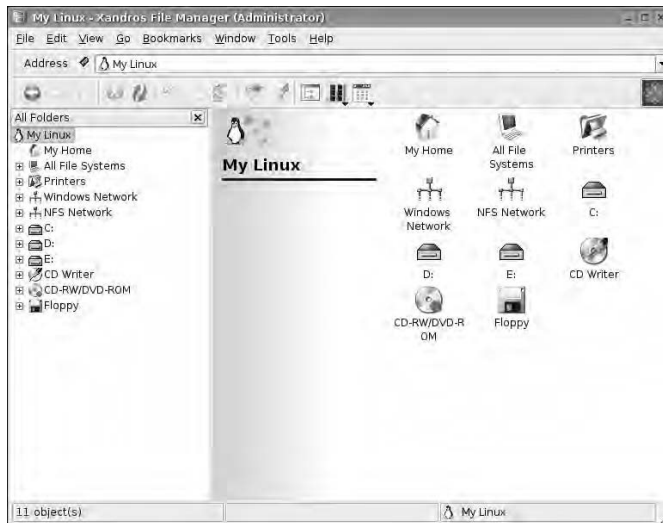 My Linux - Xandros File Manager (Administrator)
File Edit View Go Bookmarks Window Tools Help
Address My Linux
All Folders
My Linux
My Home
All File Systems
Printers
Windows Network
NFS Network
C:
D:
E:
CD Writer
CD-RW/DVD-ROM
Floppy
My Linux
My Home
All File
Systems
Printers
Windows
Network
NFS Network
C:
D:
E:
CD Writer
CD-RW/DVD-R
OM
Floppy
11 object(s)
My Linux